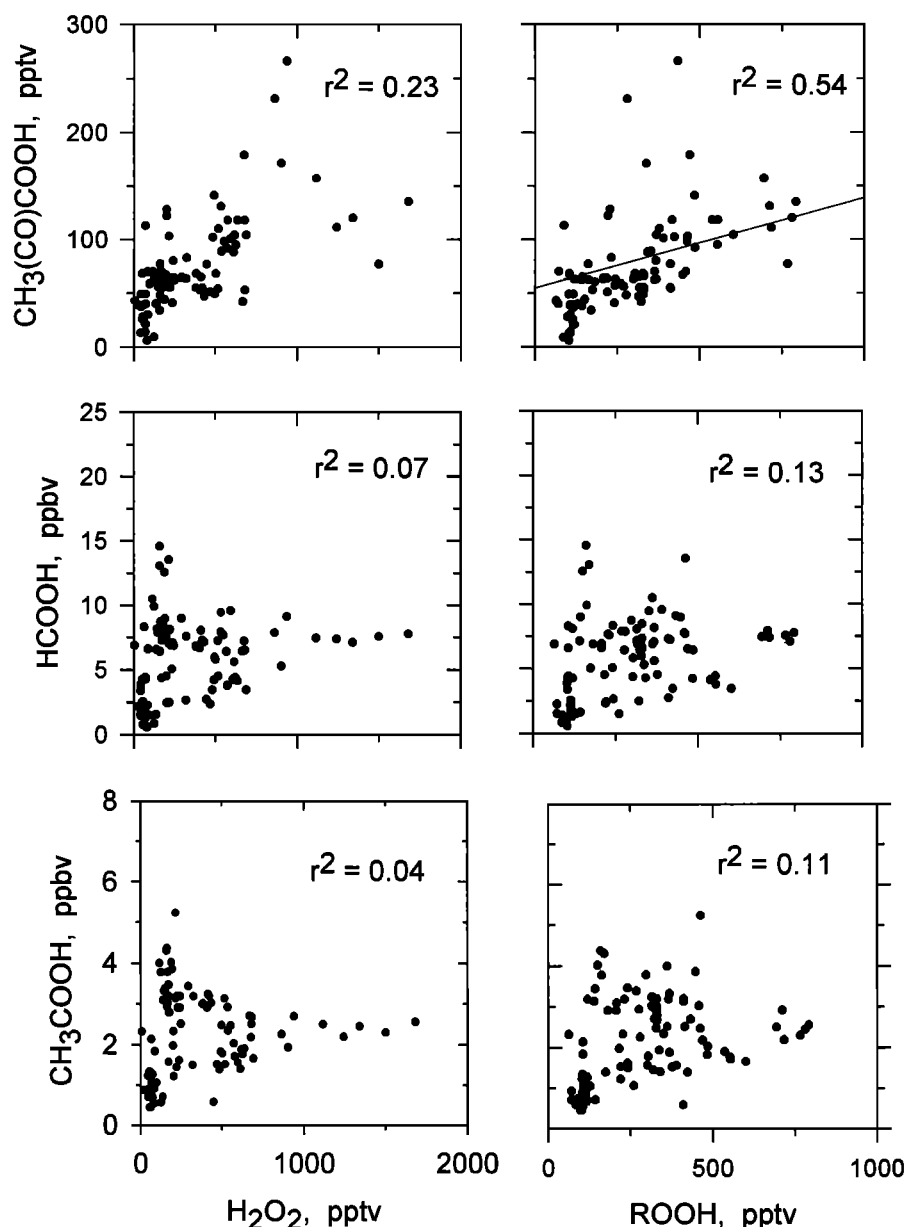 300
200
100
0
CH3(CO)COOH, pptv
r2 = 0.23
r2 = 0.54
25
20
15
10
5
0
HCOOH, ppbv
r2 = 0.07
r2 = 0.13
8
6
4
2
0
CH3COOH, ppbv
r2 = 0.04
r2 = 0.11
0 1000 2000
H2O2, pptv
0 500 1000
ROOH, pptv